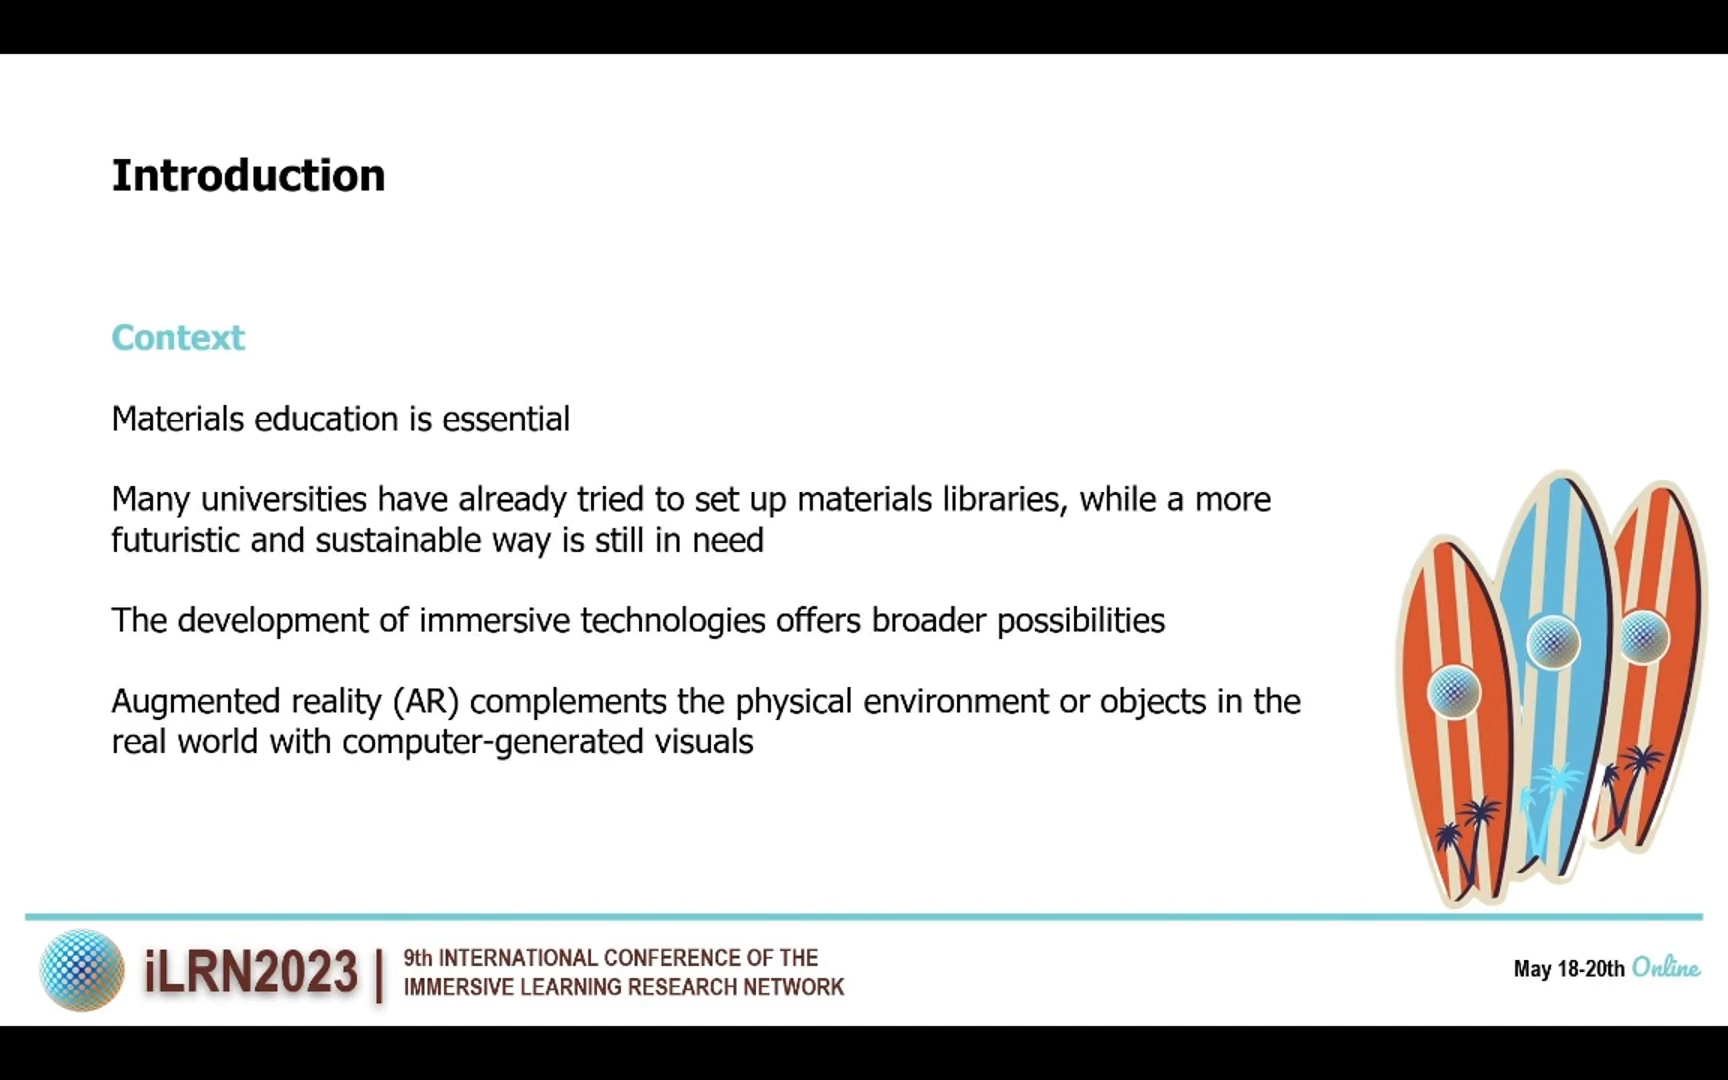 Introduction
Context
Materials education is essential
Many universities have already tried to set up materials libraries, while a more
futuristic and sustainable way is still in need
The development of immersive technologies offers broader possibilities
Augmented reality (AR) complements the physical environment or objects in the
real world with computer-generated visuals
iLRN2023 | 9th INTERNATIONAL CONFERENCE OF THE
IMMERSIVE LEARNING RESEARCH NETWORK
May 18-20th Online